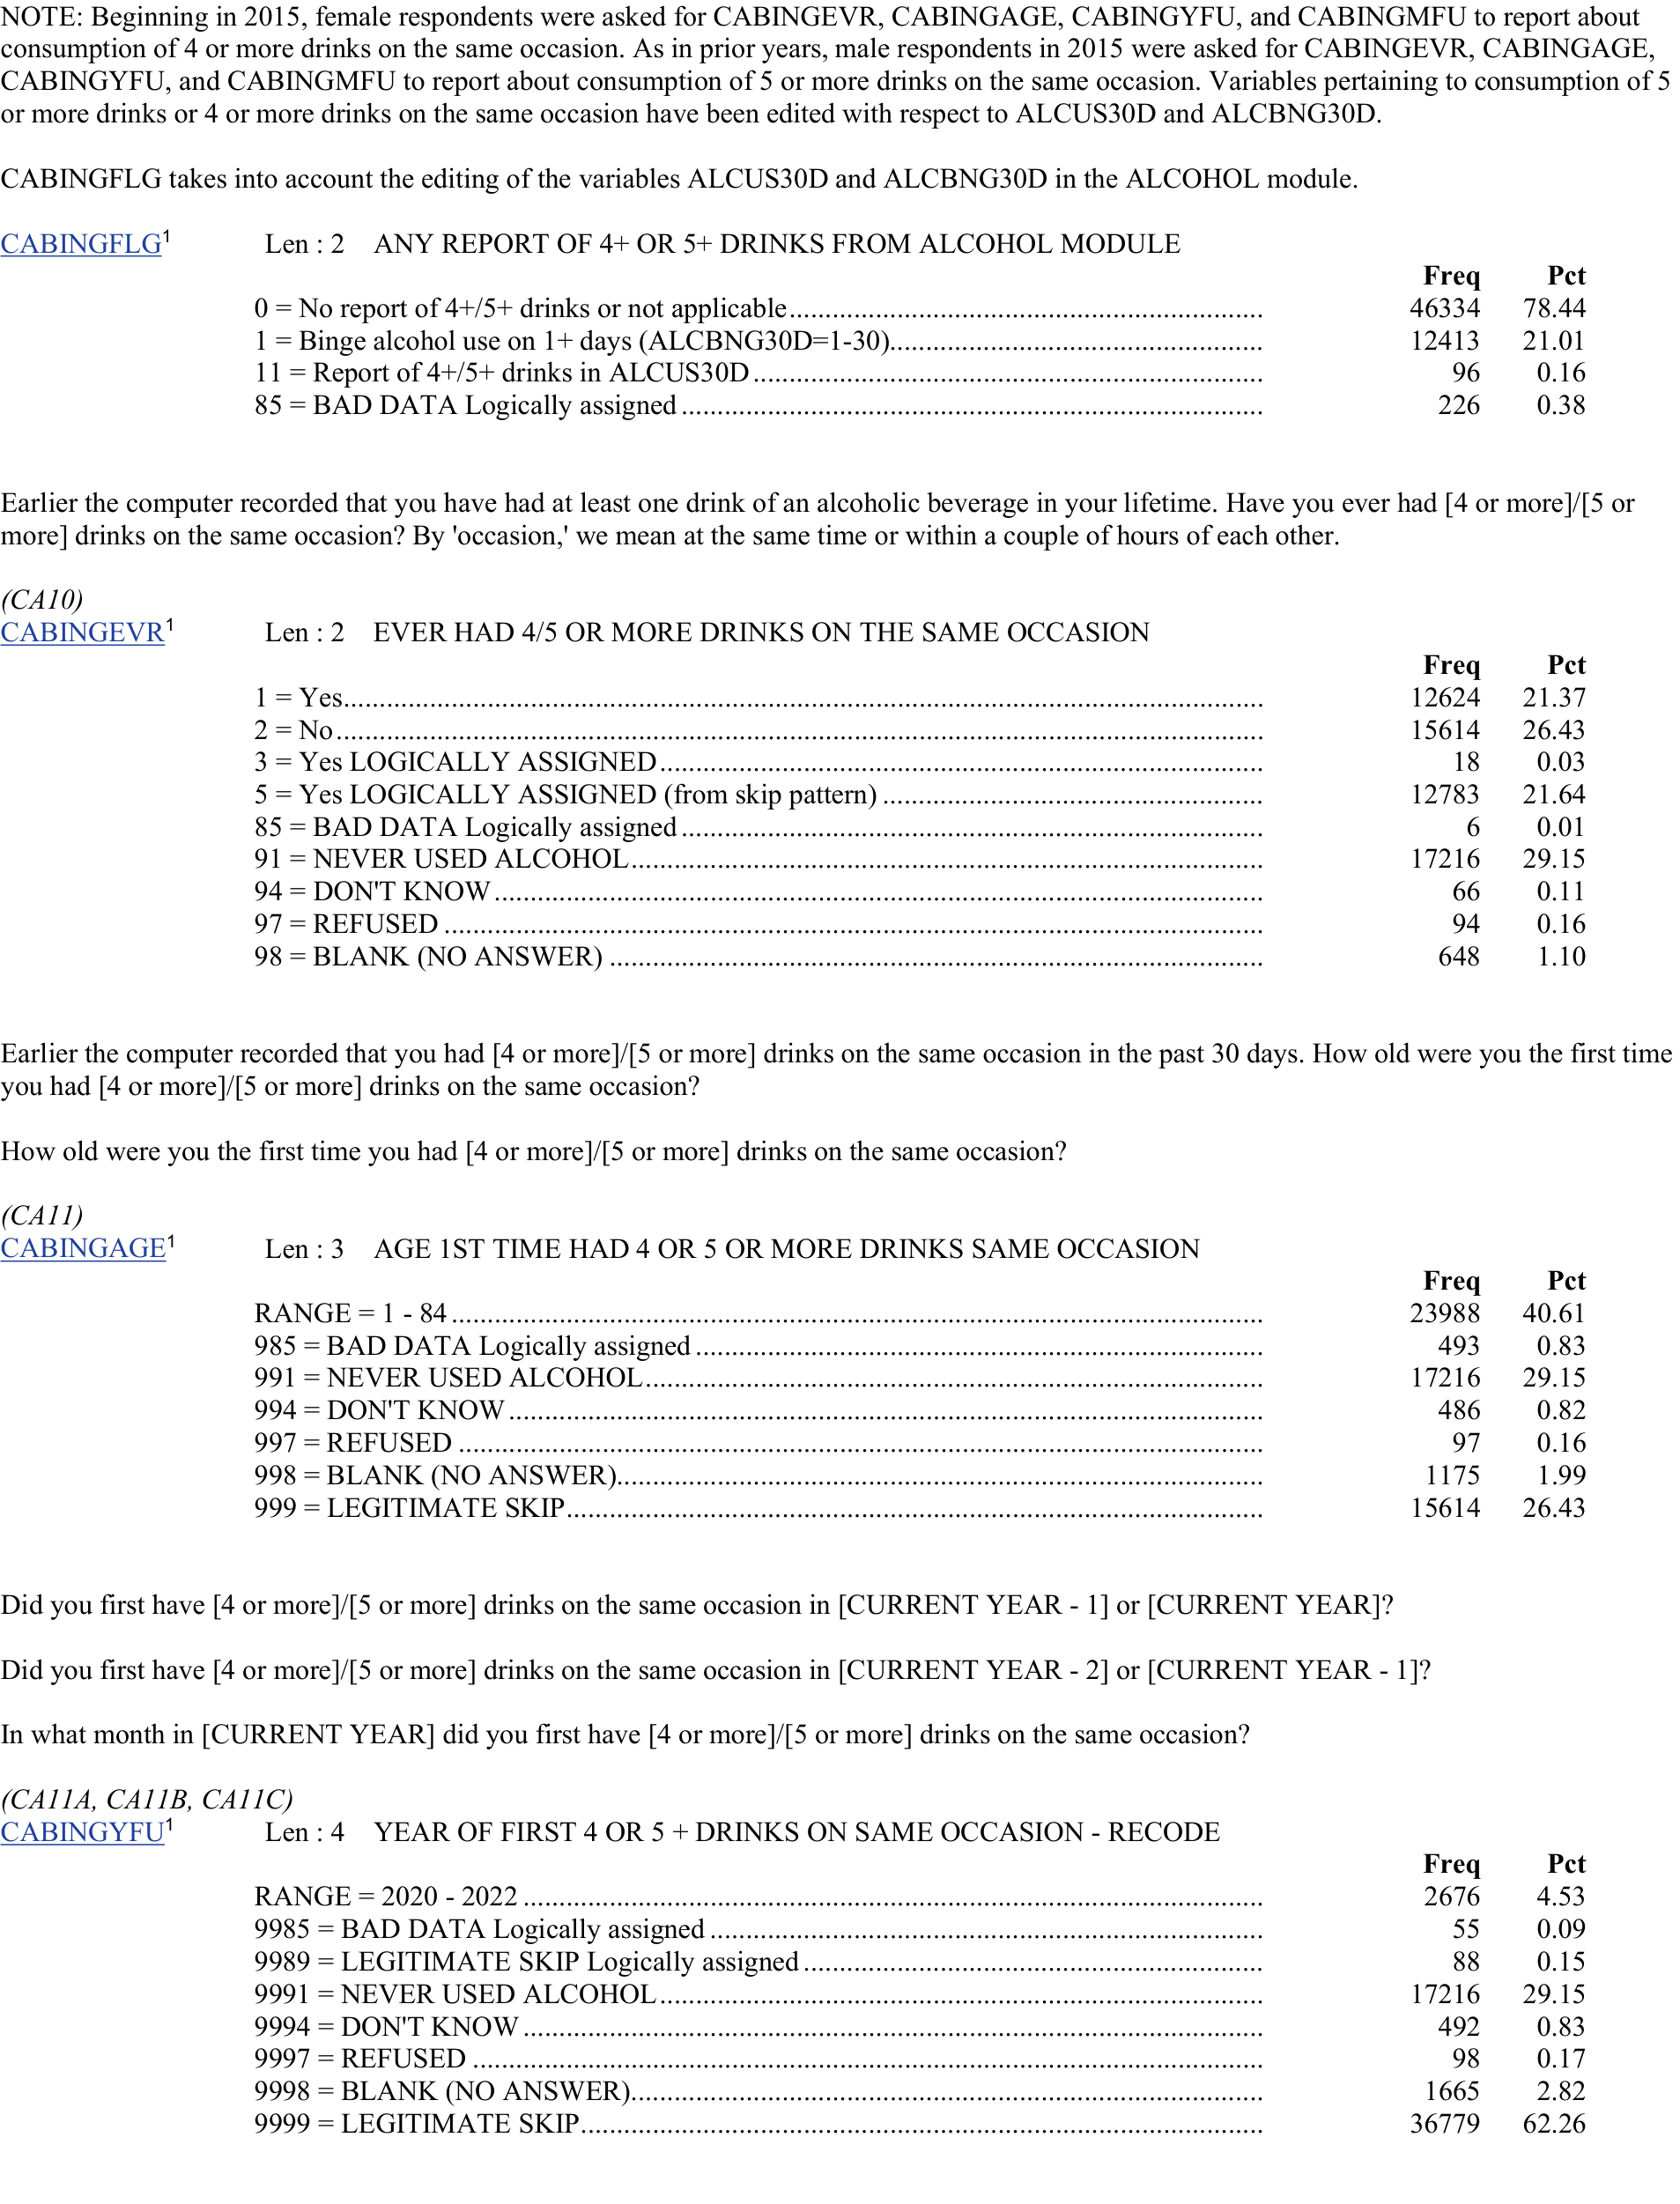 NOTE: Beginning in 2015, female respondents were asked for CABINGEVR, CABINGAGE, CABINGYFU, and CABINGMFU to report about
consumption of 4 or more drinks on the same occasion. As in prior years, male respondents in 2015 were asked for CABINGEVR, CABINGAGE,
CABINGYFU, and CABINGMFU to report about consumption of 5 or more drinks on the same occasion. Variables pertaining to consumption of 5
or more drinks or 4 or more drinks on the same occasion have been edited with respect to ALCUS30D and ALCBNG30D.
CABINGFLG takes into account the editing of the variables ALCUS30D and ALCBNG30D in the ALCOHOL module.
CABINGFLG¹ Len : 2 ANY REPORT OF 4+ OR 5+ DRINKS FROM ALCOHOL MODULE
Freq Pct
0 = No report of 4+/5+ drinks or not applicable 46334 78.44
1 = Binge alcohol use on 1+ days (ALCBNG30D=1-30) 12413 21.01
11 = Report of 4+/5+ drinks in ALCUS30D 96 0.16
85 = BAD DATA Logically assigned 226 0.38
Earlier the computer recorded that you have had at least one drink of an alcoholic beverage in your lifetime. Have you ever had [4 or more]/[5 or
more] drinks on the same occasion? By 'occasion,' we mean at the same time or within a couple of hours of each other.
(CA10)
CABINGEVR¹ Len : 2 EVER HAD 4/5 OR MORE DRINKS ON THE SAME OCCASION
Freq Pct
1 = Yes 12624 21.37
2 = No 15614 26.43
3 = Yes LOGICALLY ASSIGNED 18 0.03
5 = Yes LOGICALLY ASSIGNED (from skip pattern) 12783 21.64
85 = BAD DATA Logically assigned 6 0.01
91 = NEVER USED ALCOHOL 17216 29.15
94 = DON'T KNOW 66 0.11
97 = REFUSED 94 0.16
98 = BLANK (NO ANSWER) 648 1.10
Earlier the computer recorded that you had [4 or more]/[5 or more] drinks on the same occasion in the past 30 days. How old were you the first time
you had [4 or more]/[5 or more] drinks on the same occasion?
How old were you the first time you had [4 or more]/[5 or more] drinks on the same occasion?
(CA11)
CABINGAGE¹ Len : 3 AGE 1ST TIME HAD 4 OR 5 OR MORE DRINKS SAME OCCASION
Freq Pct
RANGE = 1 - 84 23988 40.61
985 = BAD DATA Logically assigned 493 0.83
991 = NEVER USED ALCOHOL 17216 29.15
994 = DON'T KNOW 486 0.82
997 = REFUSED 97 0.16
998 = BLANK (NO ANSWER) 1175 1.99
999 = LEGITIMATE SKIP 15614 26.43
Did you first have [4 or more]/[5 or more] drinks on the same occasion in [CURRENT YEAR - 1] or [CURRENT YEAR]?
Did you first have [4 or more]/[5 or more] drinks on the same occasion in [CURRENT YEAR - 2] or [CURRENT YEAR - 1]?
In what month in [CURRENT YEAR] did you first have [4 or more]/[5 or more] drinks on the same occasion?
(CA11A, CA11B, CA11C)
CABINGYFU¹ Len : 4 YEAR OF FIRST 4 OR 5 + DRINKS ON SAME OCCASION - RECODE
Freq Pct
RANGE = 2020 - 2022 2676 4.53
9985 = BAD DATA Logically assigned 55 0.09
9989 = LEGITIMATE SKIP Logically assigned 88 0.15
9991 = NEVER USED ALCOHOL 17216 29.15
9994 = DON'T KNOW 492 0.83
9997 = REFUSED 98 0.17
9998 = BLANK (NO ANSWER) 1665 2.82
9999 = LEGITIMATE SKIP 36779 62.26